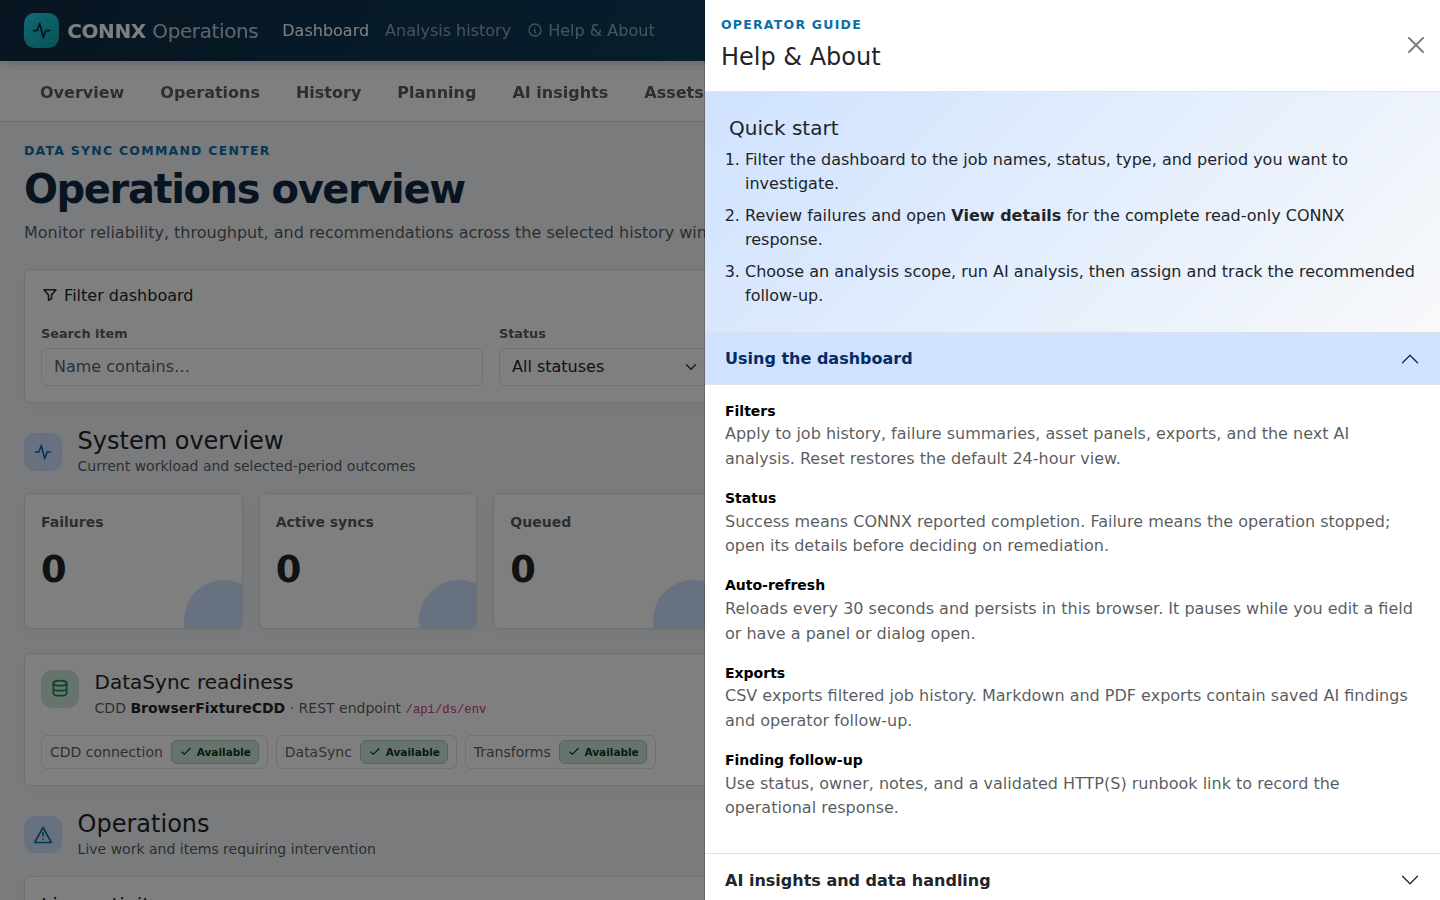 CONNX Operations
Dashboard
Analysis history
Help & About
Overview
Operations
History
Planning
AI insights
Assets
DATA SYNC COMMAND CENTER
Operations overview
Monitor reliability, throughput, and recommendations across the selected history
Filter dashboard
Search item
Status
Name contains...
All statuses
System overview
Current workload and selected-period outcomes
Failures
Active syncs
Queued
0
0
0
DataSync readiness
CDD BrowserFixtureCDD · REST endpoint /api/ds/env
CDD connection
Available
DataSync
Available
Transforms
Available
Operations
Live work and items requiring intervention
OPERATOR GUIDE
Help & About
Quick start
1. Filter the dashboard to the job names, status, type, and period you want to
investigate.
2. Review failures and open View details for the complete read-only CONNX
response.
3. Choose an analysis scope, run AI analysis, then assign and track the recommended
follow-up.
Using the dashboard
Filters
Apply to job history, failure summaries, asset panels, exports, and the next AI
analysis. Reset restores the default 24-hour view.
Status
Success means CONNX reported completion. Failure means the operation stopped;
open its details before deciding on remediation.
Auto-refresh
Reloads every 30 seconds and persists in this browser. It pauses while you edit a field
or have a panel or dialog open.
Exports
CSV exports filtered job history. Markdown and PDF exports contain saved AI findings
and operator follow-up.
Finding follow-up
Use status, owner, notes, and a validated HTTP(S) runbook link to record the
operational response.
AI insights and data handling